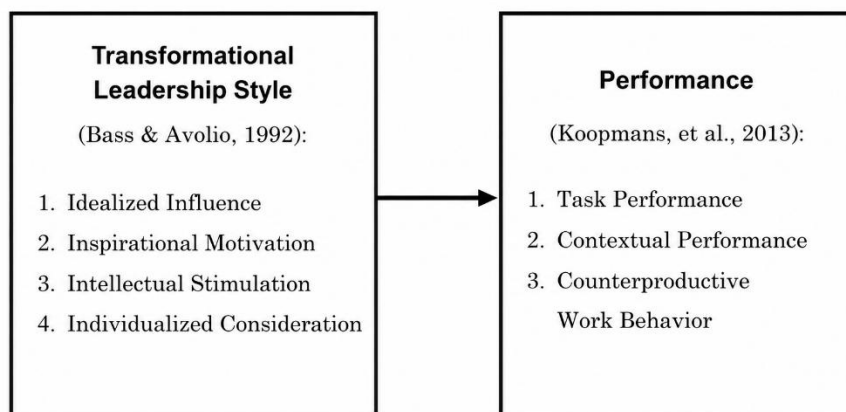 Transformational
Leadership Style
(Bass & Avolio, 1992):
1. Idealized Influence
2. Inspirational Motivation
3. Intellectual Stimulation
4. Individualized Consideration
Performance
(Koopmans, et al., 2013):
1. Task Performance
2. Contextual Performance
3. Counterproductive
Work Behavior